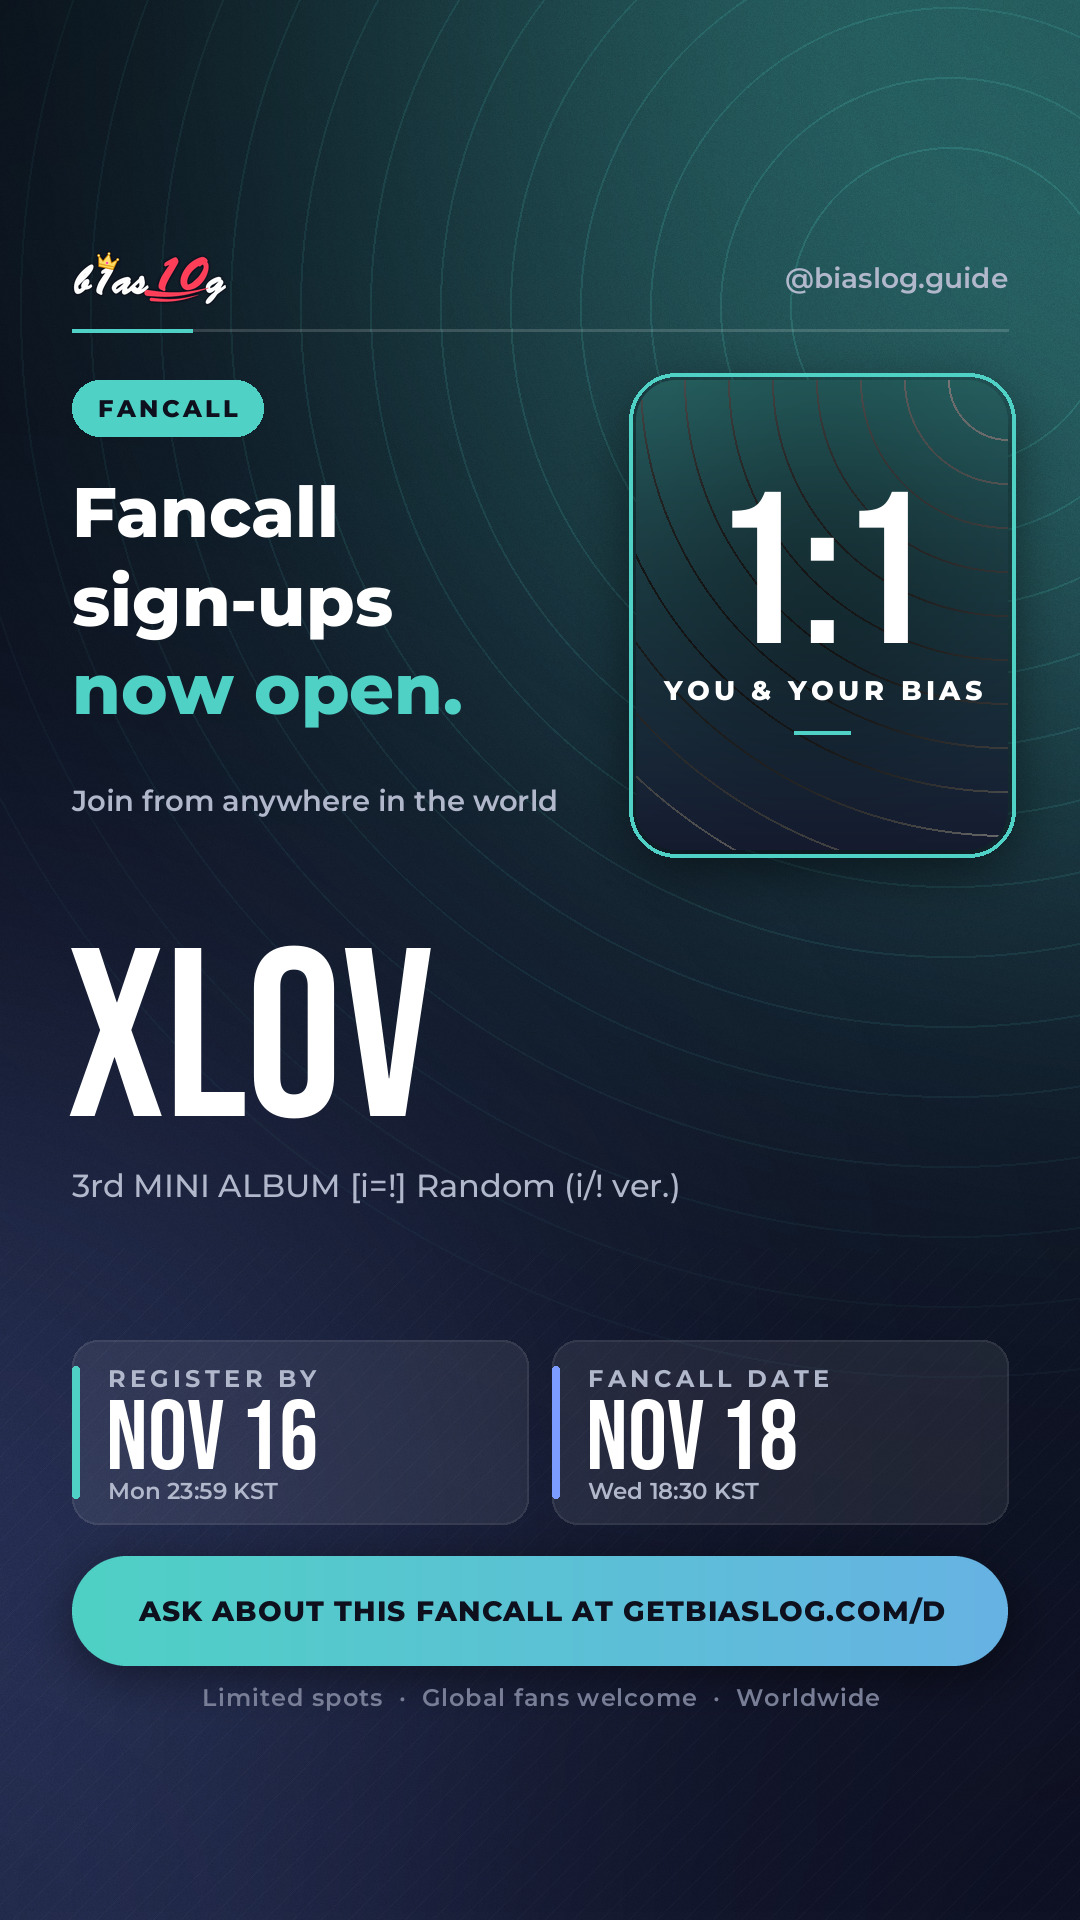 b1as10g
@biaslog.guide
FANCALL
Fancall
sign-ups
now open.
Join from anywhere in the world
1:1
YOU & YOUR BIAS
XLOV
3rd MINI ALBUM [i=!] Random (i/! ver.)
REGISTER BY
NOV 16
Mon 23:59 KST
FANCALL DATE
NOV 18
Wed 18:30 KST
ASK ABOUT THIS FANCALL AT GETBIASLOG.COM/D
Limited spots · Global fans welcome · Worldwide